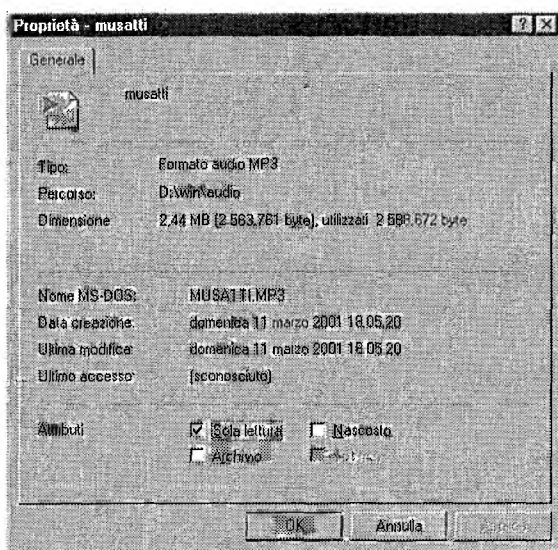 Proprietà - musatti
Generale
musatti
Tipo: Formato audio MP3
Percorso: D:\win\audio
Dimensione 2,44 MB (2 563,761 byte), utilizzati 2 588,672 byte
Nome MS-DOS: MUSATTI.MP3
Data creazione: domenica 11 marzo 2001 18.05.20
Ultima modifica: domenica 11 marzo 2001 18.05.20
Ultimo accesso: (sconosciuto)
Attributi Sola lettura Nascosto
Archivio
OK Annulla